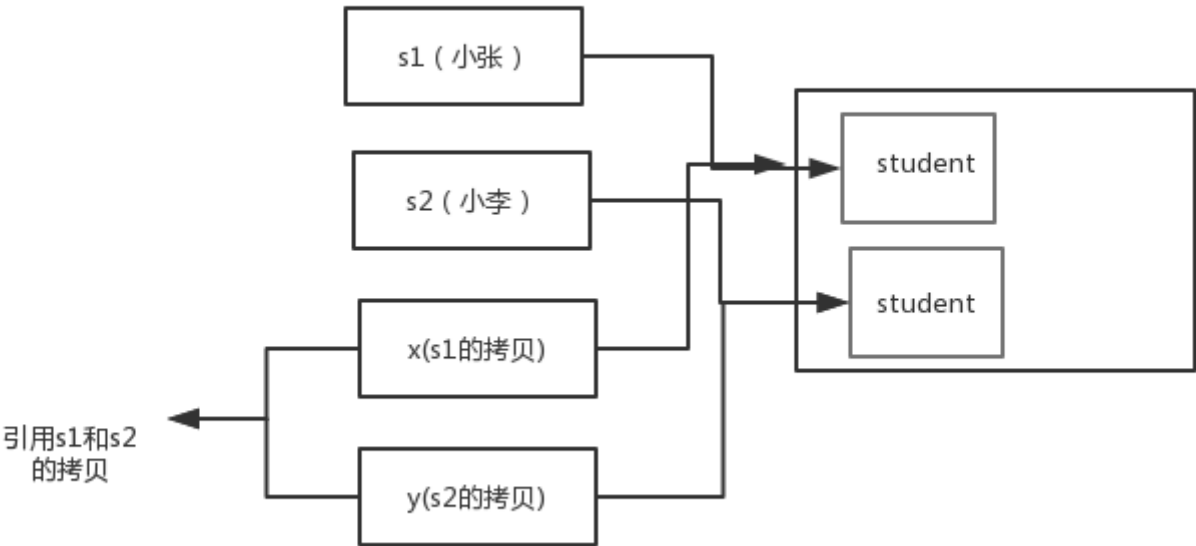 s1（小张）
student
s2（小李）
student
x(s1的拷贝)
引用s1和s2
的拷贝
y(s2的拷贝)